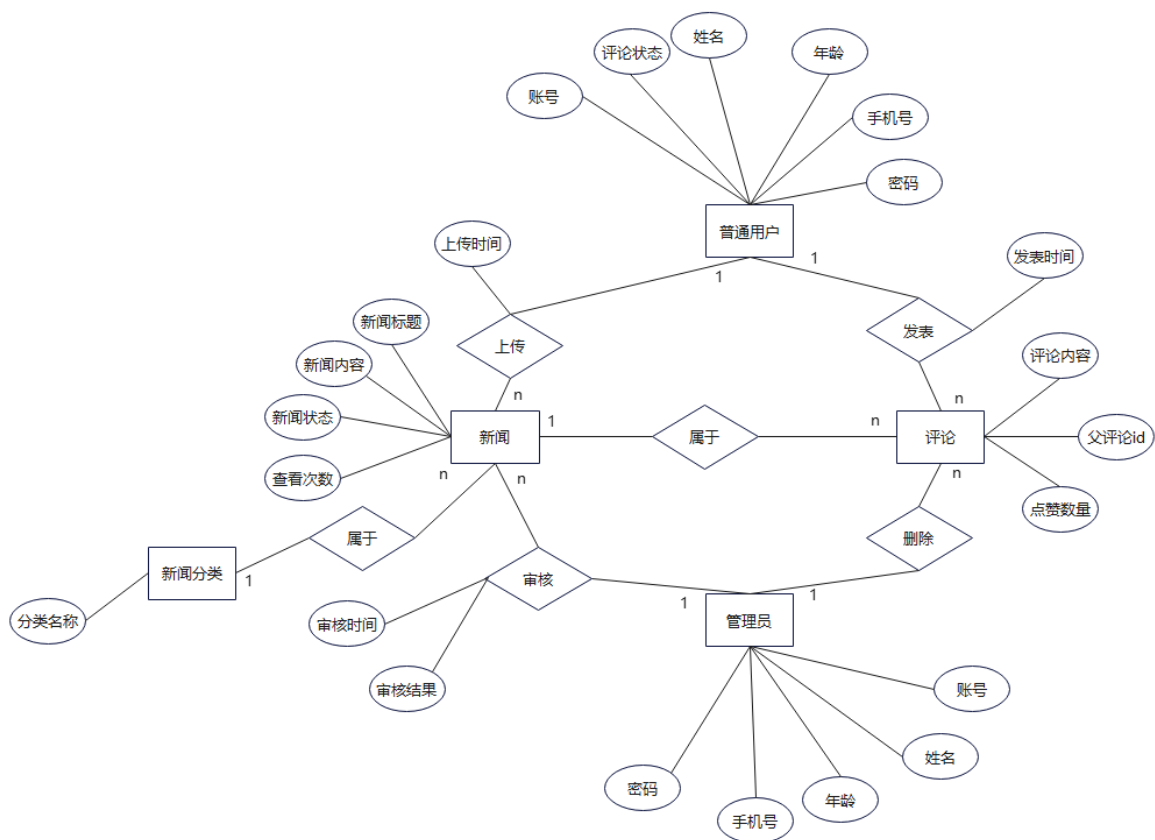 姓名
评论状态
年龄
账号
手机号
密码
普通用户
上传时间
1
1
发表时间
新闻标题
发表
上传
新闻内容
评论内容
n
n
新闻状态
1
n
新闻
属于
评论
父评论id
查看次数
n
n
n
点赞数量
属于
删除
新闻分类
1
审核
1
1
分类名称
审核时间
管理员
审核结果
账号
姓名
密码
年龄
手机号